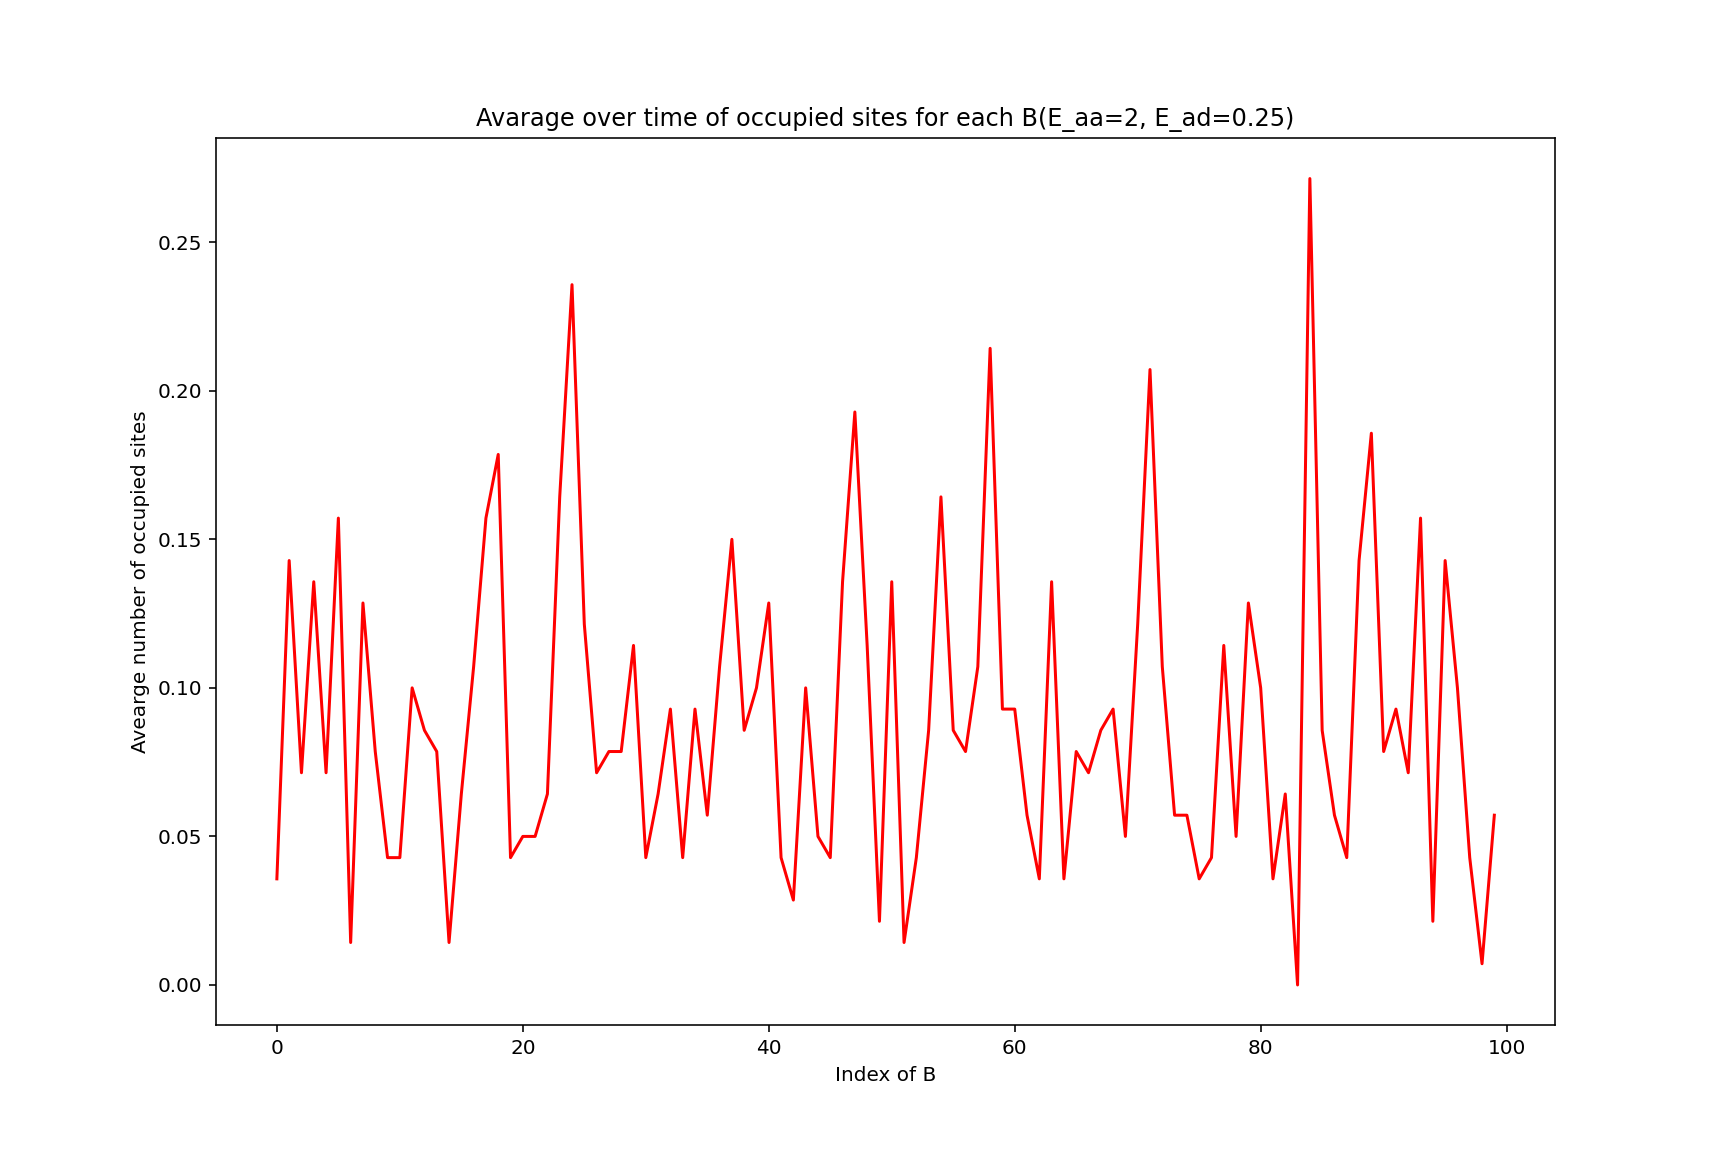 Avarage over time of occupied sites for each B(E_aa=2, E_ad=0.25)
0.25
0.20
0.15
0.10
0.05
0.00
Avearge number of occupied sites
0 20 40 60 80 100
Index of B